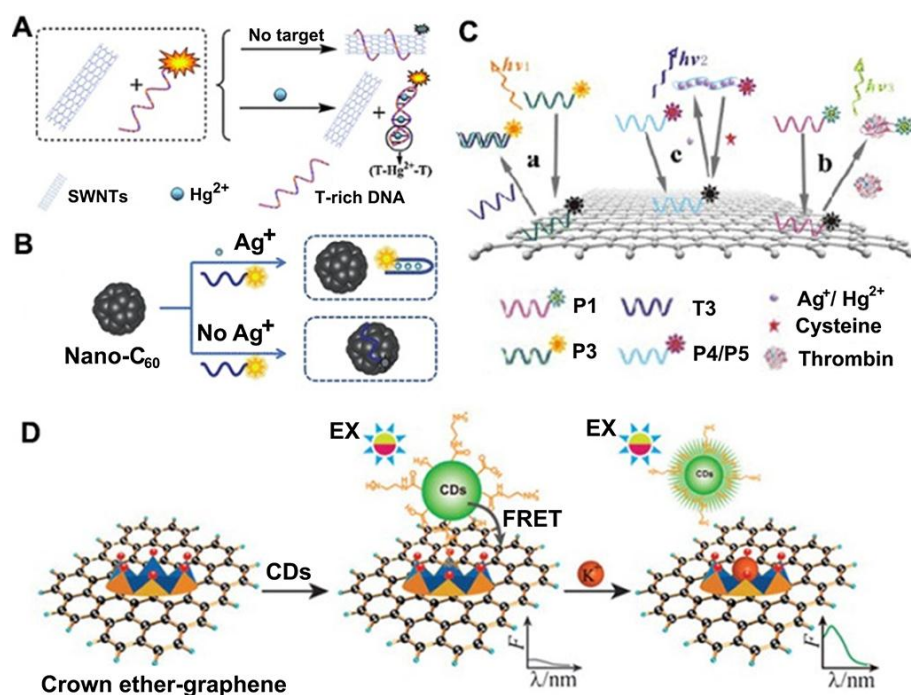 A
No target
+
+
(T-Hg²⁺-T)
SWNTs
Hg²⁺
T-rich DNA
B
Ag⁺
No Ag⁺
Nano-C₆₀
C
hv₁
hv₂
hv₃
a
c
b
P1
T3
Ag⁺/ Hg²⁺
Cysteine
P3
P4/P5
Thrombin
D
EX
CDs
FRET
EX
CDs
CDs
K⁺
F
λ/nm
F
λ/nm
Crown ether-graphene